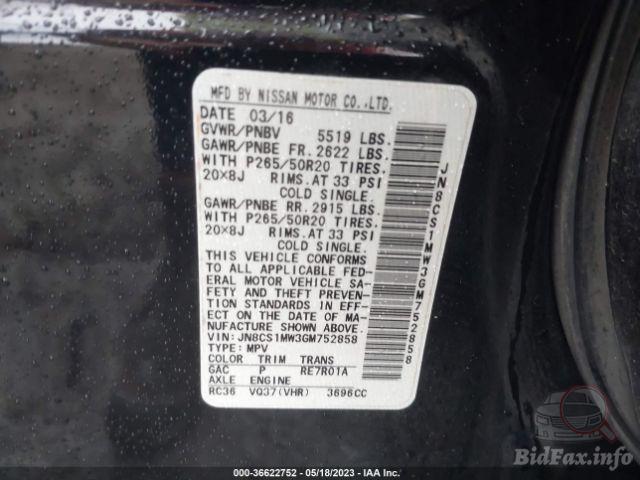 MFD BY NISSAN MOTOR CO.,LTD.
DATE 03/16
GVWR/PNBV 5519 LBS.
GAWR/PNBE FR. 2622 LBS.
WITH P265/50R20 TIRES.
20X8J RIMS. AT 33 PSI
COLD SINGLE.
GAWR/PNBE RR. 2915 LBS.
WITH P265/50R20 TIRES.
20X8J RIMS. AT 33 PSI
COLD SINGLE.
THIS VEHICLE CONFORMS
TO ALL APPLICABLE FED-
ERAL MOTOR VEHICLE SA-
FETY AND THEFT PREVEN-
TION STANDARDS IN EFF-
ECT ON THE DATE OF MA-
NUFACTURE SHOWN ABOVE.
VIN: JN8CS1MW3GM752858
TYPE: MPV
COLOR TRIM TRANS
GAC P RE7R01A
AXLE ENGINE
RC36 VQ37(VHR) 3696CC
JN8CS1MW3GM752858
000-36622752 - 05/18/2023 - IAA Inc.
BidFax.info